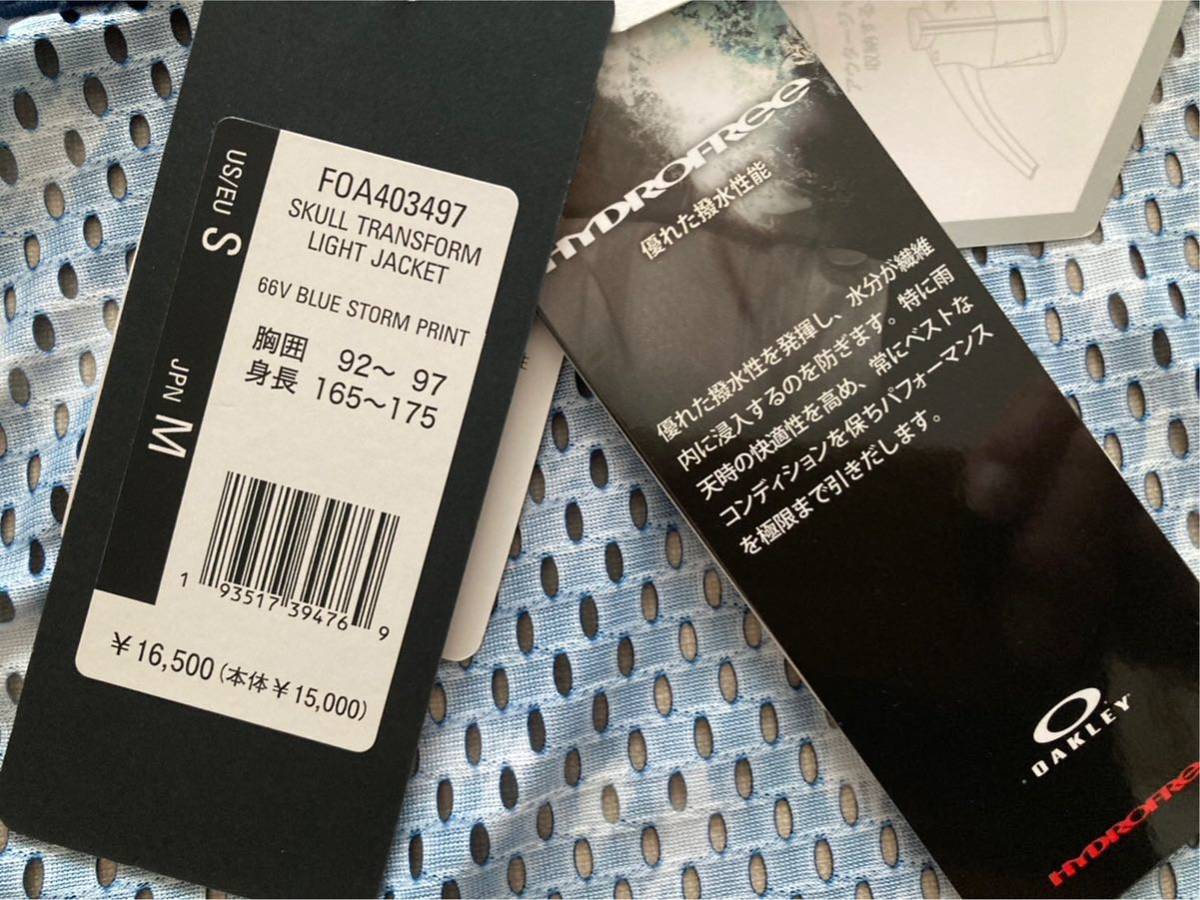 US/EU S
JPN M
FOA403497
SKULL TRANSFORM
LIGHT JACKET
66V BLUE STORM PRINT
胸囲 92〜 97
身長 165〜175
1 93517 39476 9
¥16,500(本体¥15,000)
HYDROFREE
優れた撥水性能
優れた撥水性を発揮し、水分が繊維
内に浸入するのを防ぎます。特に雨
天時の快適性を高め、常にベストな
コンディションを保ちパフォーマンス
を極限まで引きだします。
OAKLEY
HYDROFREE